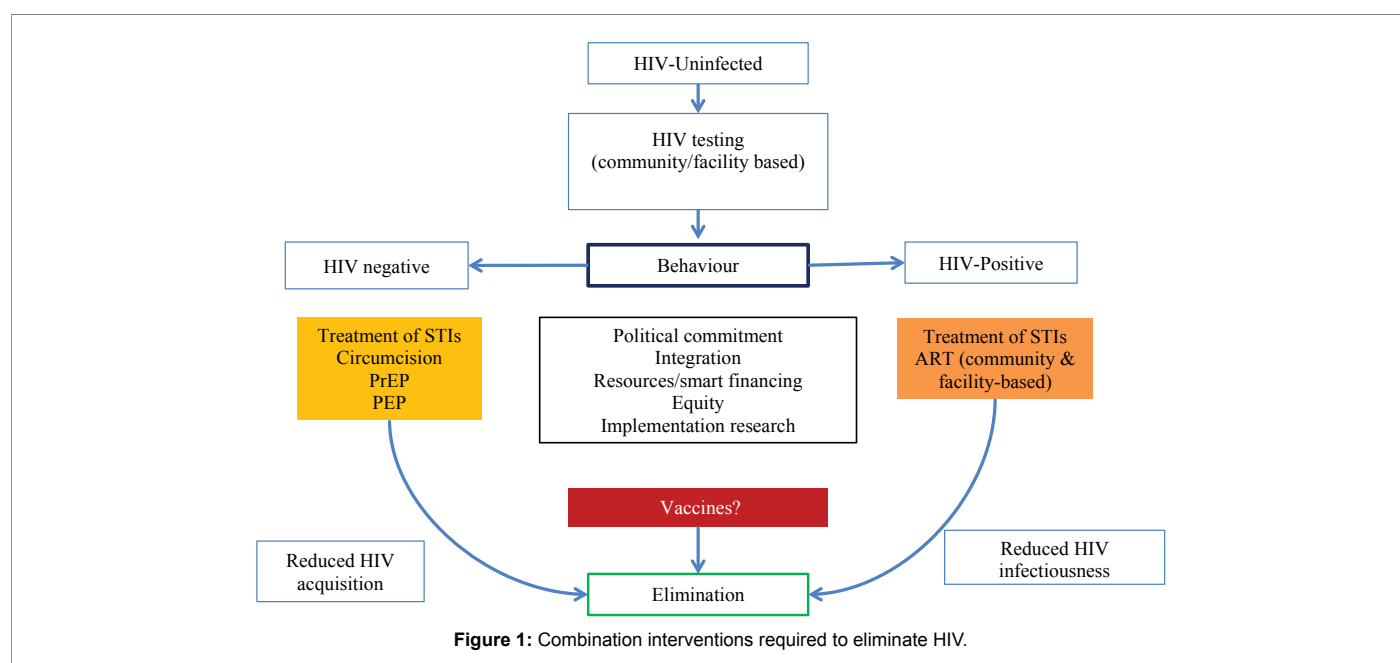 HIV-Uninfected
HIV testing
(community/facility based)
HIV negative
Behaviour
HIV-Positive
Treatment of STIs
Circumcision
PrEP
PEP
Political commitment
Integration
Resources/smart financing
Equity
Implementation research
Treatment of STIs
ART (community &
facility-based)
Vaccines?
Reduced HIV
acquisition
Reduced HIV
infectiousness
Elimination
Figure 1: Combination interventions required to eliminate HIV.